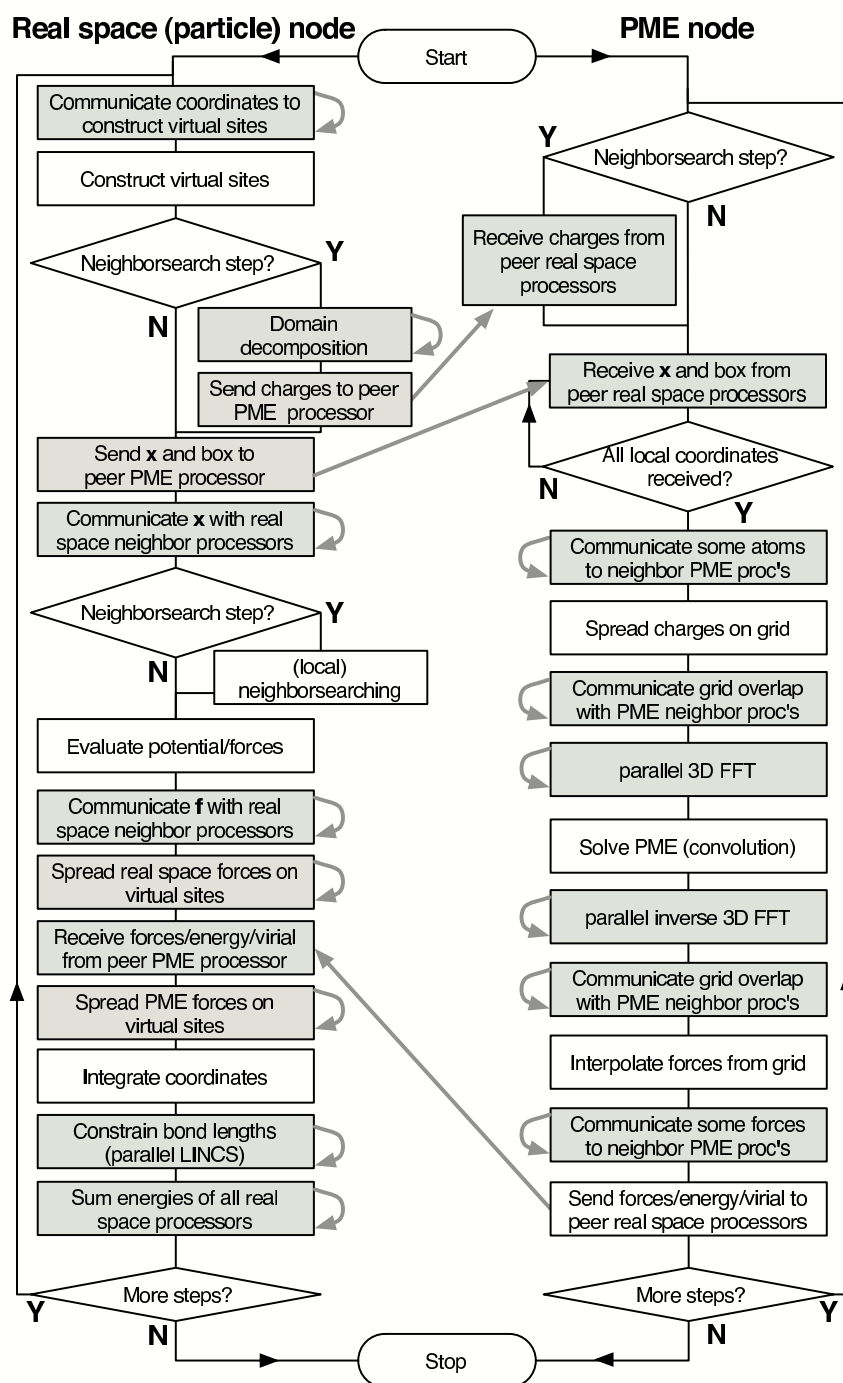 Real space (particle) node
PME node
Start
Communicate coordinates to
construct virtual sites
Construct virtual sites
Neighborsearch step?
Y
N
Domain
decomposition
Send charges to peer
PME processor
Send x and box to
peer PME processor
Communicate x with real
space neighbor processors
Neighborsearch step?
Y
N
(local)
neighborsearching
Evaluate potential/forces
Communicate f with real
space neighbor processors
Spread real space forces on
virtual sites
Receive forces/energy/virial
from peer PME processor
Spread PME forces on
virtual sites
Integrate coordinates
Constrain bond lengths
(parallel LINCS)
Sum energies of all real
space processors
More steps?
Y
N
Y
Neighborsearch step?
N
Receive charges from
peer real space
processors
Receive x and box from
peer real space processors
All local coordinates
received?
N
Y
Communicate some atoms
to neighbor PME proc's
Spread charges on grid
Communicate grid overlap
with PME neighbor proc's
parallel 3D FFT
Solve PME (convolution)
parallel inverse 3D FFT
Communicate grid overlap
with PME neighbor proc's
Interpolate forces from grid
Communicate some forces
to neighbor PME proc's
Send forces/energy/virial to
peer real space processors
More steps?
Y
N
Stop